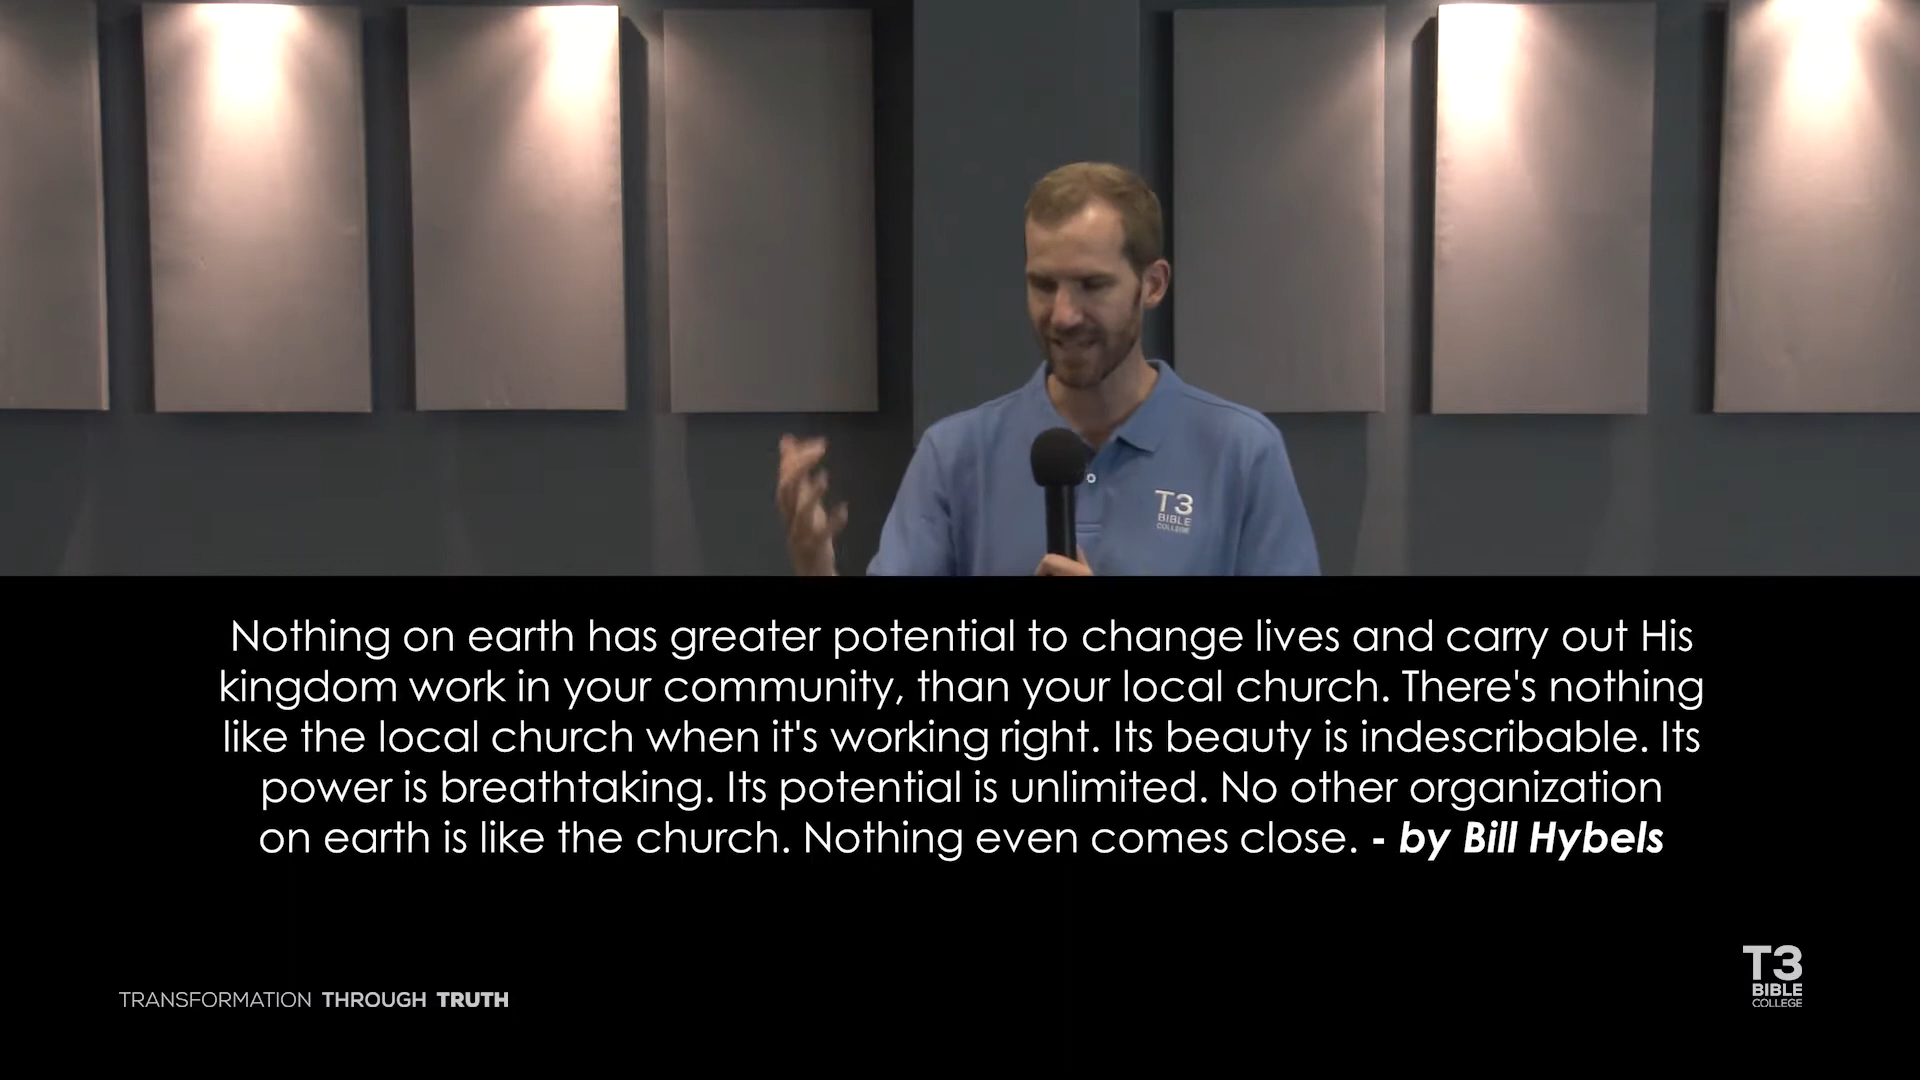 T3
BIBLE
COLLEGE
Nothing on earth has greater potential to change lives and carry out His
kingdom work in your community, than your local church. There's nothing
like the local church when it's working right. Its beauty is indescribable. Its
power is breathtaking. Its potential is unlimited. No other organization
on earth is like the church. Nothing even comes close. - by Bill Hybels
TRANSFORMATION THROUGH TRUTH
T3
BIBLE
COLLEGE